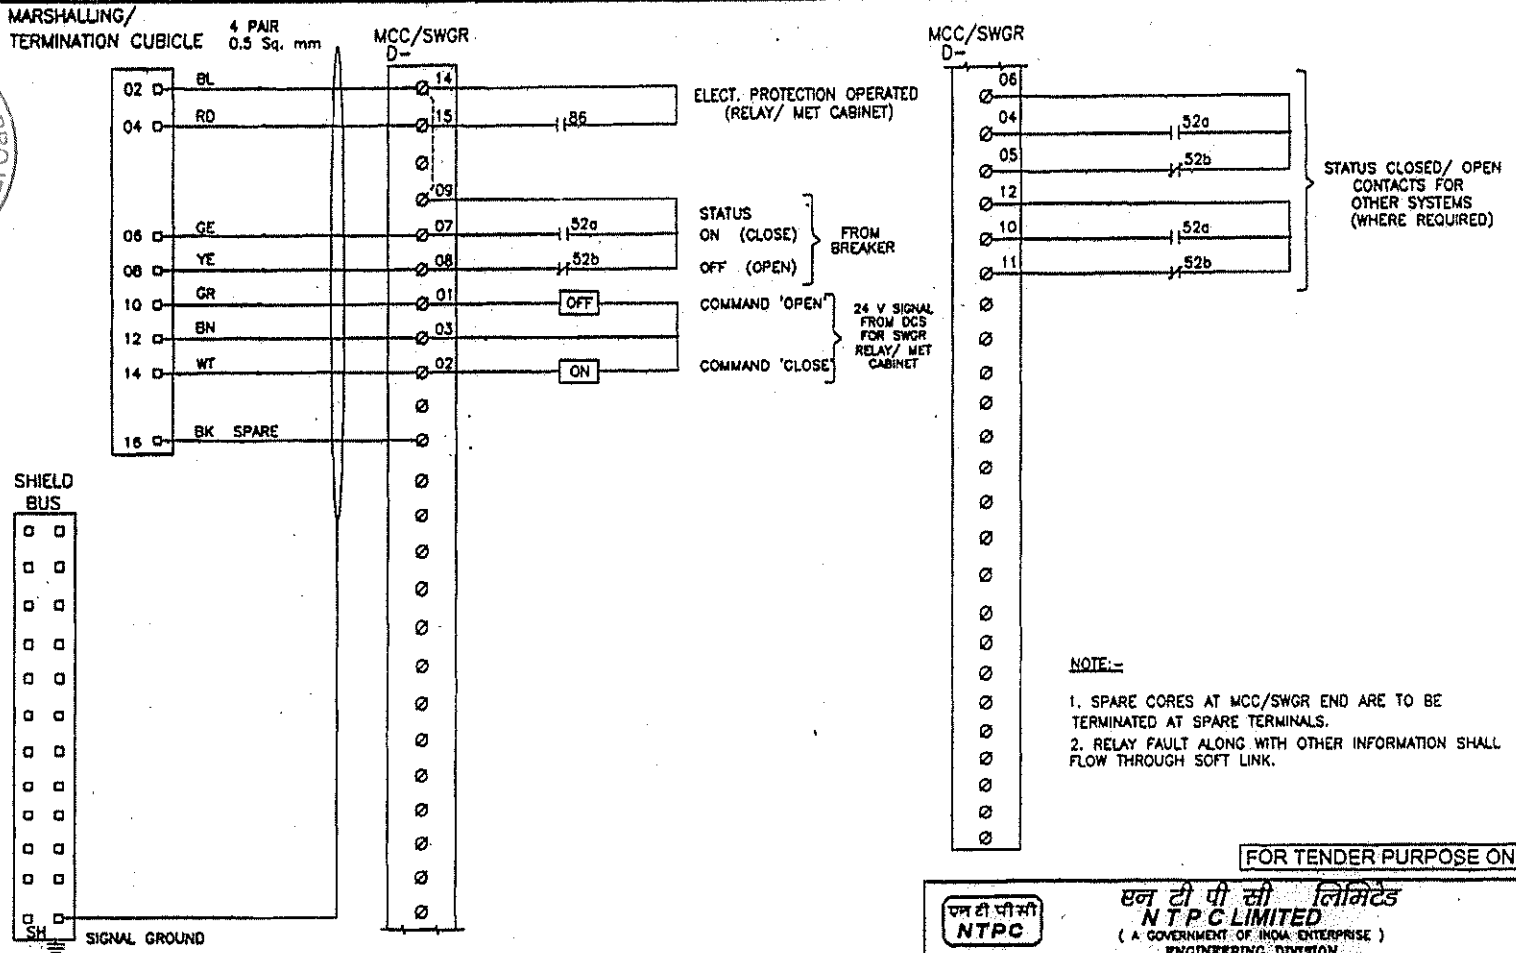 MARSHALLING/
TERMINATION CUBICLE
4 PAIR
0.5 Sq. mm
MCC/SWGR
D-
02 BL 14
04 RD 15 86
ELECT. PROTECTION OPERATED
(RELAY/ MET CABINET)
09
06 GE 07 52a
08 YE 08 52b
STATUS
ON (CLOSE)
OFF (OPEN)
FROM
BREAKER
10 GR 01 OFF
12 BN 03
14 WT 02 ON
COMMAND 'OPEN'
COMMAND 'CLOSE'
24 V SIGNAL
FROM DCS
FOR SWGR
RELAY/ MET
CABINET
16 BK SPARE
SHIELD
BUS
SH
SIGNAL GROUND
MCC/SWGR
D-
06
04 52a
05 52b
12
10 52a
11 52b
STATUS CLOSED/ OPEN
CONTACTS FOR
OTHER SYSTEMS
(WHERE REQUIRED)
NOTE:-
1. SPARE CORES AT MCC/SWGR END ARE TO BE
TERMINATED AT SPARE TERMINALS.
2. RELAY FAULT ALONG WITH OTHER INFORMATION SHALL
FLOW THROUGH SOFT LINK.
FOR TENDER PURPOSE ON
एन टी पी सी
NTPC
एन टी पी सी लिमिटेड
N T P C LIMITED
( A GOVERNMENT OF INDIA ENTERPRISE )
ENGINEERING DIVISION